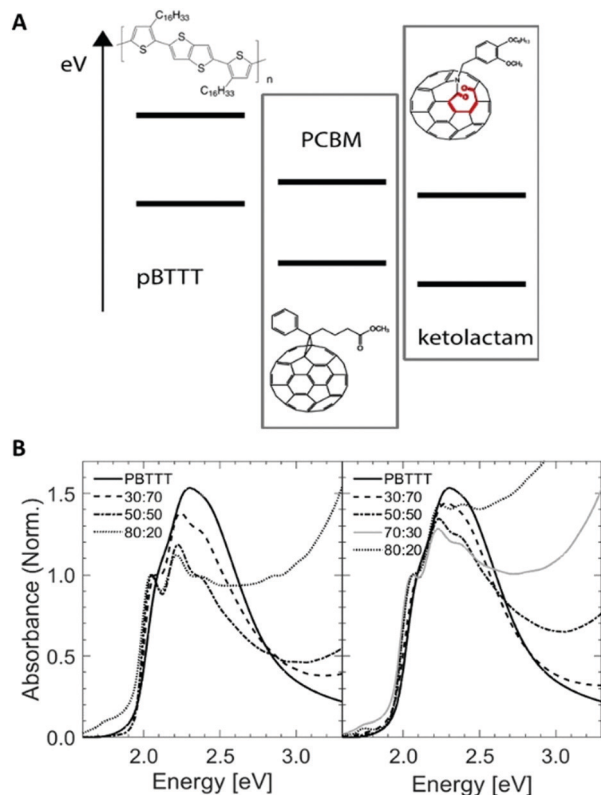 A
eV
C₁₆H₃₃
S
S
S
S
n
C₁₆H₃₃
pBTTT
PCBM
OCH₃
O
OC₆H₁₃
OCH₃
N
O
O
ketolactam
B
Absorbance (Norm.)
1.5
1.0
0.5
0.0
PBTTT
30:70
50:50
80:20
2.0
2.5
3.0
Energy [eV]
PBTTT
30:70
50:50
70:30
80:20
2.0
2.5
3.0
Energy [eV]